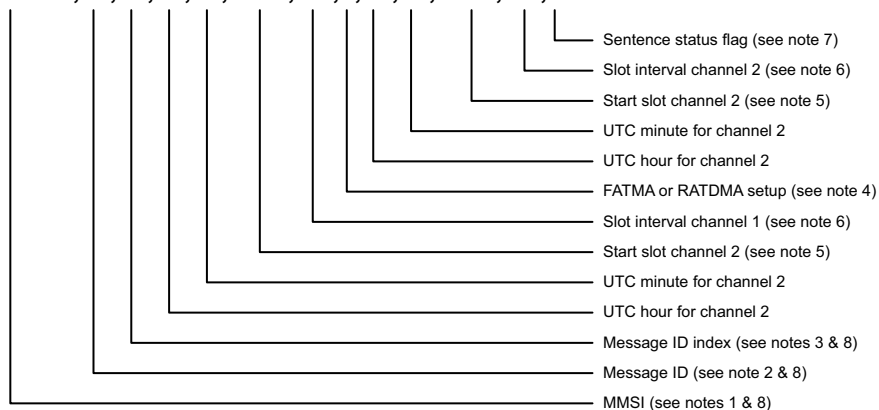 Sentence status flag (see note 7)
Slot interval channel 2 (see note 6)
Start slot channel 2 (see note 5)
UTC minute for channel 2
UTC hour for channel 2
FATMA or RATDMA setup (see note 4)
Slot interval channel 1 (see note 6)
Start slot channel 2 (see note 5)
UTC minute for channel 2
UTC hour for channel 2
Message ID index (see notes 3 & 8)
Message ID (see note 2 & 8)
MMSI (see notes 1 & 8)